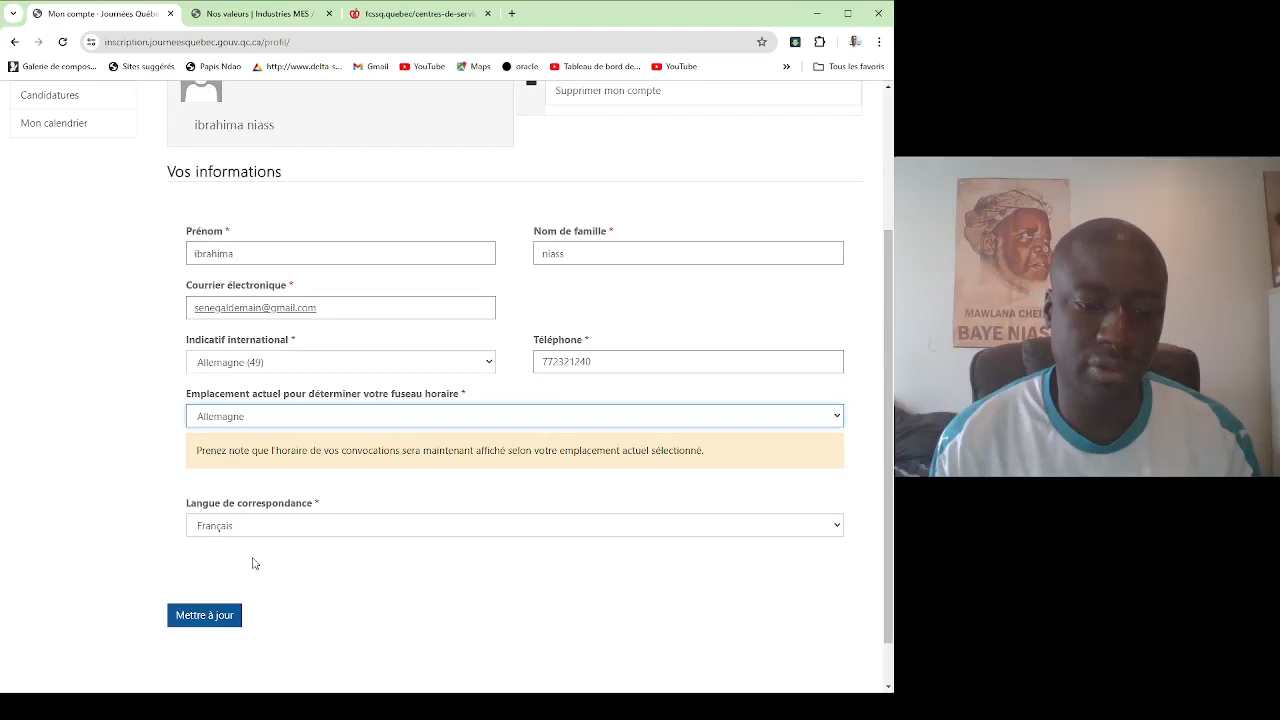 Mon compte · Journées Québe
Nos valeurs | Industries MES /
fcssq.quebec/centres-de-servi
inscription.journeesquebec.gouv.qc.ca/profil/
Galerie de compos...
Sites suggérés
Papis Ndao
http://www.delta-s...
Gmail
YouTube
Maps
oracle
Tableau de bord de...
YouTube
»
Tous les favoris
Candidatures
Supprimer mon compte
Mon calendrier
ibrahima niass
Vos informations
Prénom *
Nom de famille *
ibrahima
niass
Courrier électronique *
senegaldemain@gmail.com
Indicatif international *
Téléphone *
Allemagne (49)
772321240
Emplacement actuel pour déterminer votre fuseau horaire *
Allemagne
Prenez note que l'horaire de vos convocations sera maintenant affiché selon votre emplacement actuel sélectionné.
Langue de correspondance *
Français
Mettre à jour
MAWLANA CHEI
BAYE NIAS